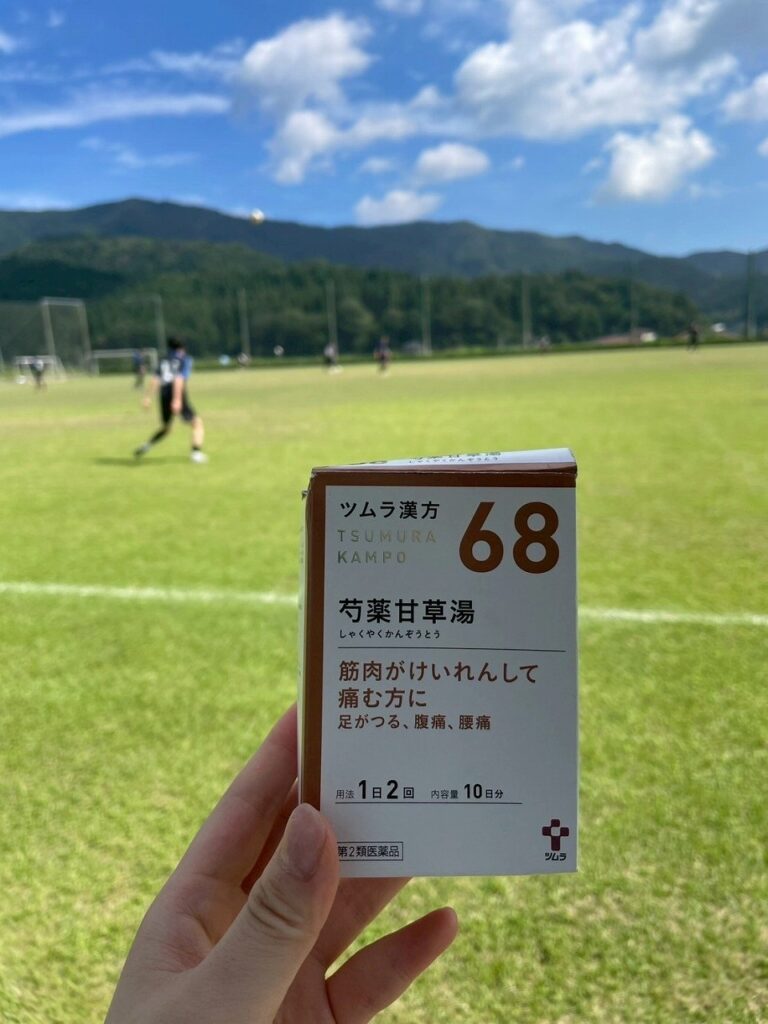 ツムラ漢方
TSUMURA
KAMPO
68
芍薬甘草湯
しゃくやくかんぞうとう
筋肉がけいれんして
痛む方に
足がつる、腹痛、腰痛
用法 1日2回 内容量 10日分
第2類医薬品
ツムラ